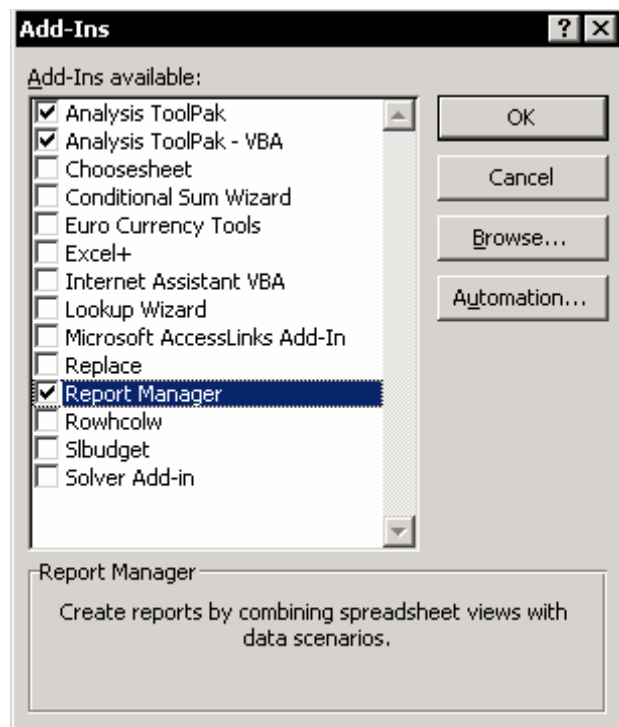 Add-Ins
Add-Ins available:
Analysis ToolPak
Analysis ToolPak - VBA
Choosesheet
Conditional Sum Wizard
Euro Currency Tools
Excel+
Internet Assistant VBA
Lookup Wizard
Microsoft AccessLinks Add-In
Replace
Report Manager
Rowhcolw
Slbudget
Solver Add-in
OK
Cancel
Browse...
Automation...
Report Manager
Create reports by combining spreadsheet views with
data scenarios.